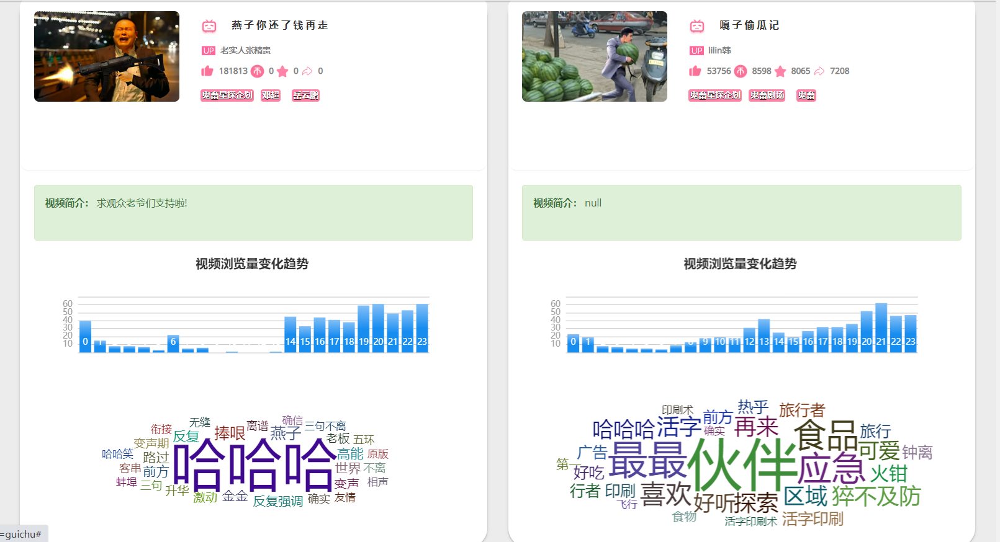 燕子你还了钱再走
UP 老实人张精贵
181813 0 0 0
鬼畜星探企划 邓超 岳云鹏
视频简介： 求观众老爷们支持啦!
视频浏览量变化趋势
60
50
40
30
20
10
0 1 6 14 15 16 17 18 19 20 21 22 23
无缝 确信
衔接 反复 捧哏 离谱 燕子 三句不离
变声期 老板 五环
哈哈笑 路过 哈哈哈 高能 原版
客串 前方 世界 不离
蚌埠 三句 升华 变声 相声
激动 金金 反复强调 确实 友情
嘎子偷瓜记
UP lilin韩
53756 8598 8065 7208
鬼畜星探企划 鬼畜剧场 鬼畜
视频简介： null
视频浏览量变化趋势
60
50
40
30
20
10
0 1 8 9 10 11 12 13 14 15 16 17 18 19 20 21 22 23
印刷术 前方 热乎 旅行者
哈哈哈 活字 确实 再来 食品 旅行
广告 最最 伙伴 应急 可爱 钟离
第一 好吃 火钳
行者 印刷 喜欢 好听 探索 区域 猝不及防
飞行 食物 活字印刷术 活字印刷
=guichu#